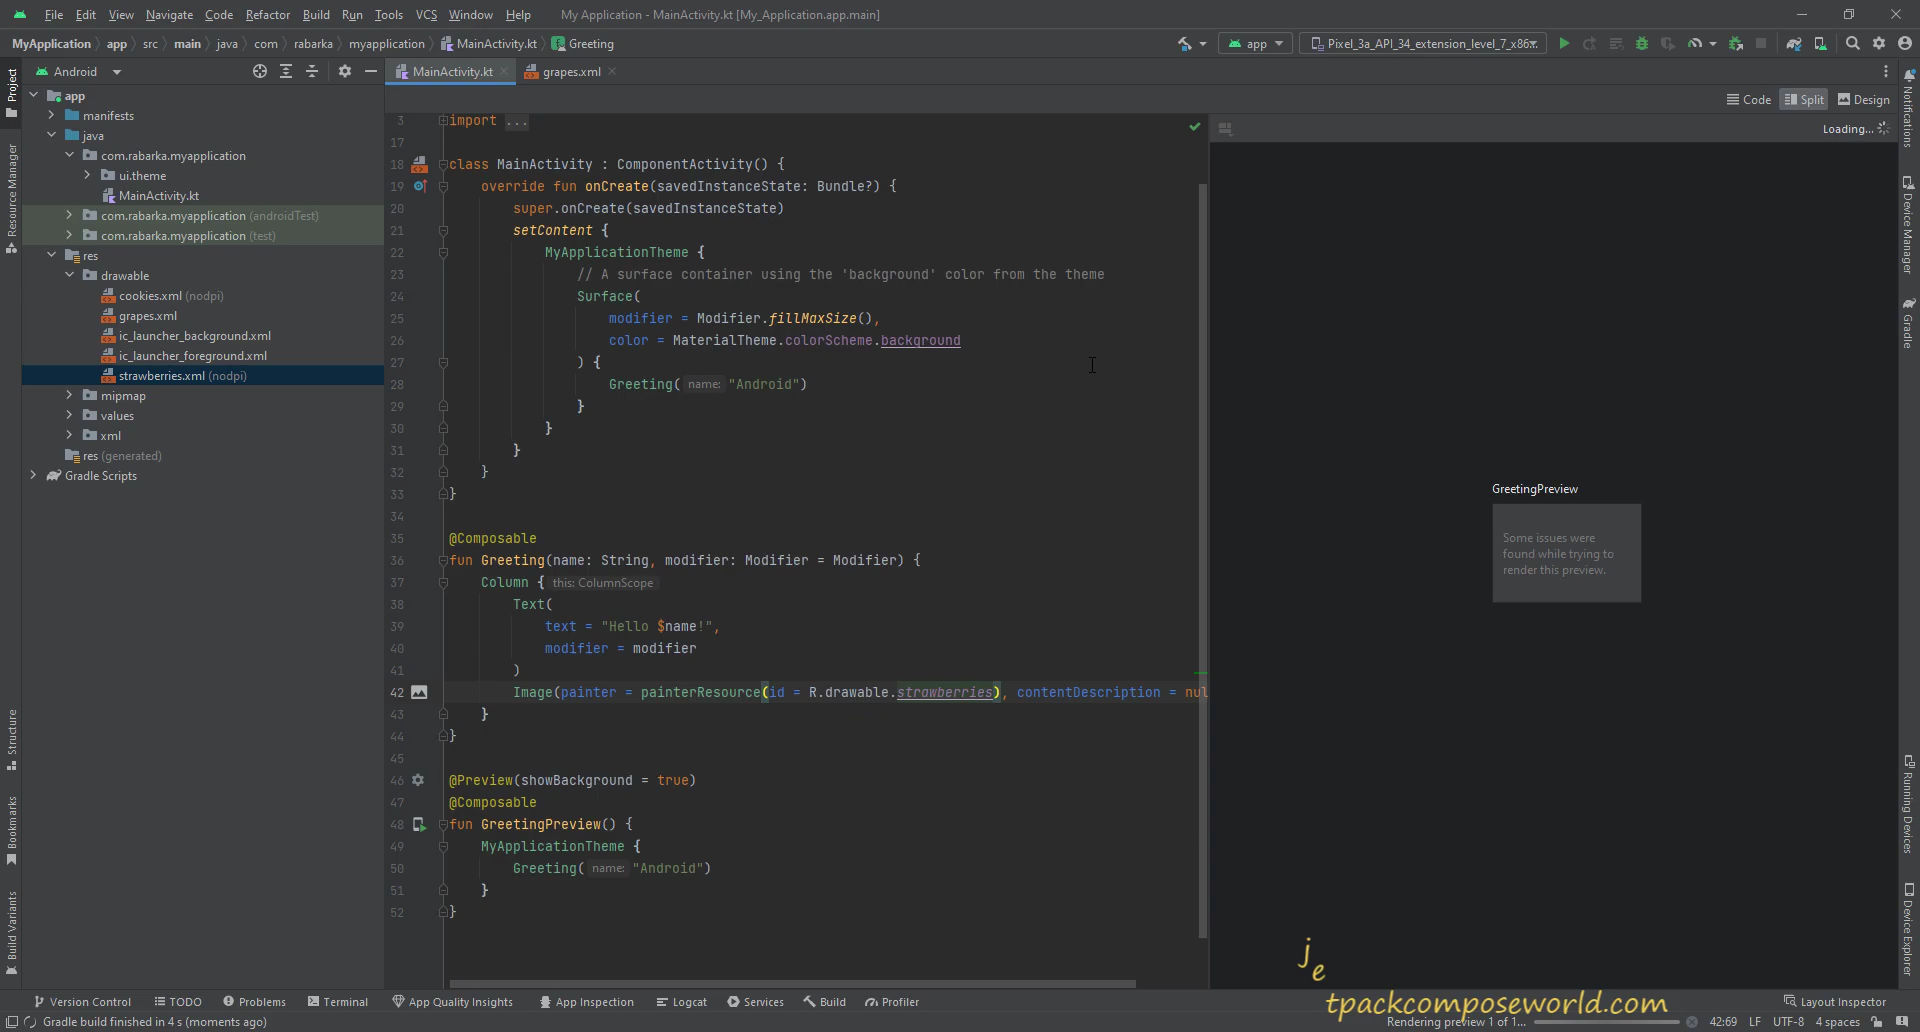 File Edit View Navigate Code Refactor Build Run Tools VCS Window Help My Application - MainActivity.kt [My_Application.app.main]
MyApplication app src main java com rabarka myapplication MainActivity.kt Greeting app Pixel_3a_API_34_extension_level_7_x86..
Project
Android
MainActivity.kt grapes.xml
Notifications
Code Split Design
Loading...
app
manifests
java
com.rabarka.myapplication
ui.theme
MainActivity.kt
com.rabarka.myapplication (androidTest)
com.rabarka.myapplication (test)
res
drawable
cookies.xml (nodpi)
grapes.xml
ic_launcher_background.xml
ic_launcher_foreground.xml
strawberries.xml (nodpi)
mipmap
values
xml
res (generated)
Gradle Scripts
Resource Manager
Structure
Bookmarks
Build Variants
3 import ...
17
18 class MainActivity : ComponentActivity() {
19 override fun onCreate(savedInstanceState: Bundle?) {
20 super.onCreate(savedInstanceState)
21 setContent {
22 MyApplicationTheme {
23 // A surface container using the 'background' color from the theme
24 Surface(
25 modifier = Modifier.fillMaxSize(),
26 color = MaterialTheme.colorScheme.background
27 ) {
28 Greeting( name: "Android")
29 }
30 }
31 }
32 }
33 }
34
35 @Composable
36 fun Greeting(name: String, modifier: Modifier = Modifier) {
37 Column { this: ColumnScope
38 Text(
39 text = "Hello $name!",
40 modifier = modifier
41 )
42 Image(painter = painterResource(id = R.drawable.strawberries), contentDescription = nul
43 }
44 }
45
46 @Preview(showBackground = true)
47 @Composable
48 fun GreetingPreview() {
49 MyApplicationTheme {
50 Greeting( name: "Android")
51 }
52 }
GreetingPreview
Some issues were
found while trying to
render this preview.
Device Manager
Gradle
Running Devices
Device Explorer
j
e
tpackcomposeworld.com
Version Control TODO Problems Terminal App Quality Insights App Inspection Logcat Services Build Profiler Layout Inspector
Gradle build finished in 4 s (moments ago) Rendering preview 1 of 1... 42:69 LF UTF-8 4 spaces